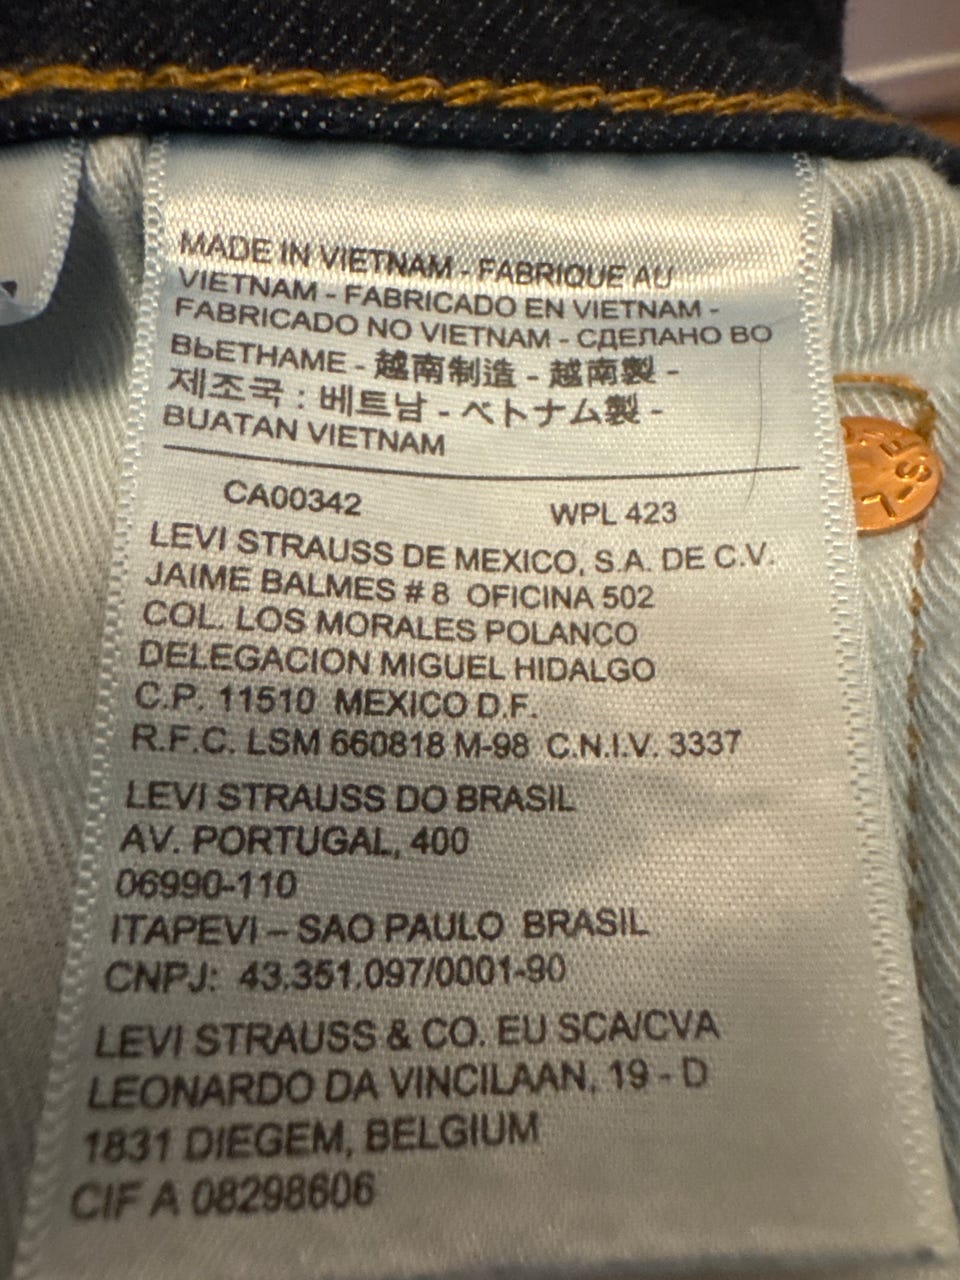 MADE IN VIETNAM - FABRIQUE AU
VIETNAM - FABRICADO EN VIETNAM -
FABRICADO NO VIETNAM - СДЕЛАНО ВО
ВЬЕТНАМЕ - 越南制造 - 越南製 -
제조국 : 베트남 - ベトナム製 -
BUATAN VIETNAM
CA00342 WPL 423
LEVI STRAUSS DE MEXICO, S.A. DE C.V.
JAIME BALMES # 8 OFICINA 502
COL. LOS MORALES POLANCO
DELEGACION MIGUEL HIDALGO
C.P. 11510 MEXICO D.F.
R.F.C. LSM 660818 M-98 C.N.I.V. 3337
LEVI STRAUSS DO BRASIL
AV. PORTUGAL, 400
06990-110
ITAPEVI – SAO PAULO BRASIL
CNPJ: 43.351.097/0001-90
LEVI STRAUSS & CO. EU SCA/CVA
LEONARDO DA VINCILAAN, 19 - D
1831 DIEGEM, BELGIUM
CIF A 08298606